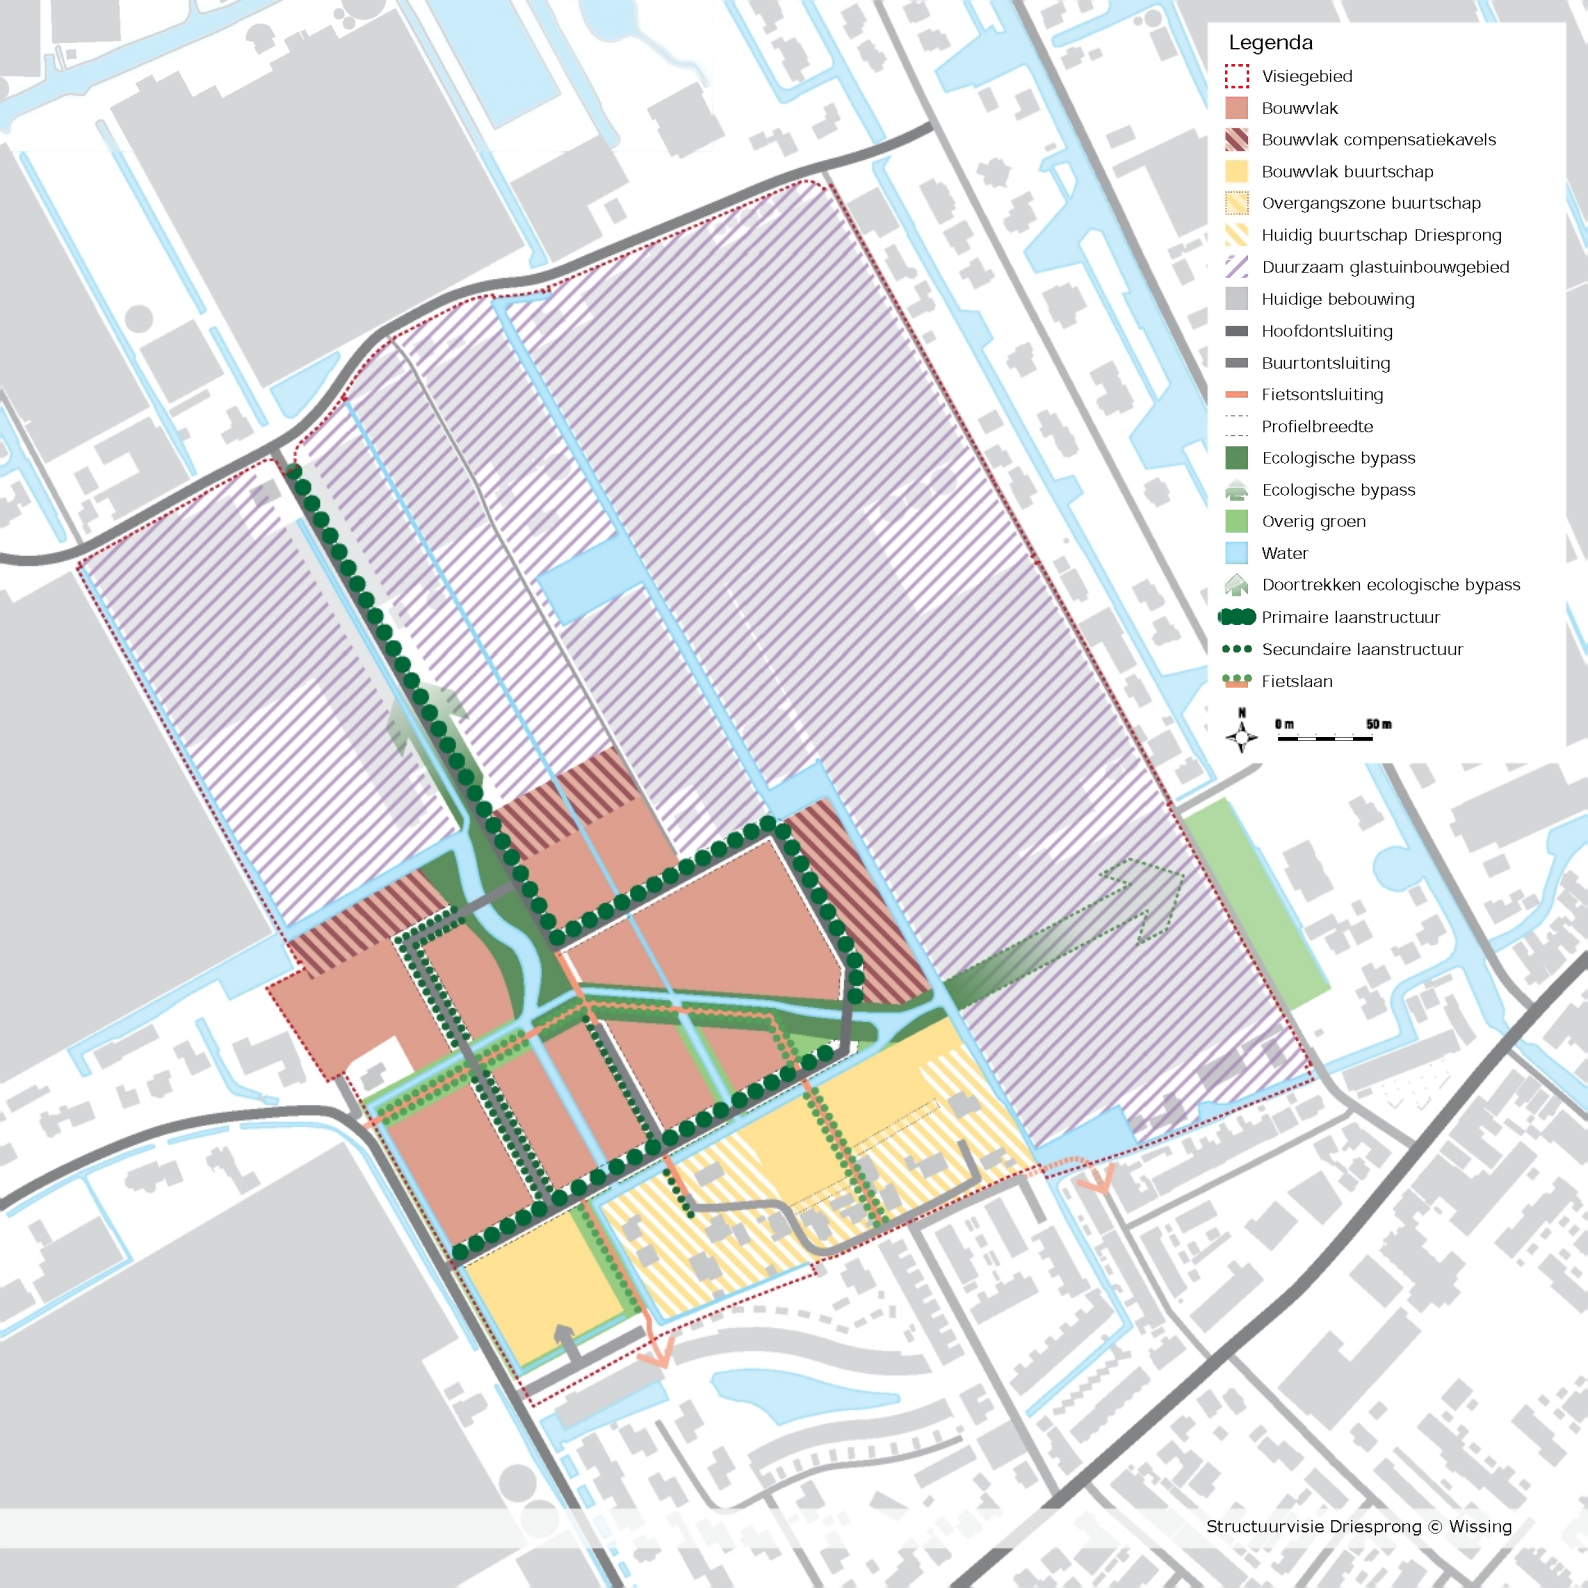 Legenda
Visiegebied
Bouwvlak
Bouwvlak compensatiekavels
Bouwvlak buurtschap
Overgangszone buurtschap
Huidig buurtschap Driesprong
Duurzaam glastuinbouwgebied
Huidige bebouwing
Hoofdontsluiting
Buurtontsluiting
Fietsontsluiting
Profielbreedte
Ecologische bypass
Ecologische bypass
Overig groen
Water
Doortrekken ecologische bypass
Primaire laanstructuur
Secundaire laanstructuur
Fietslaan
N 0 m 50 m
Structuurvisie Driesprong © Wissing